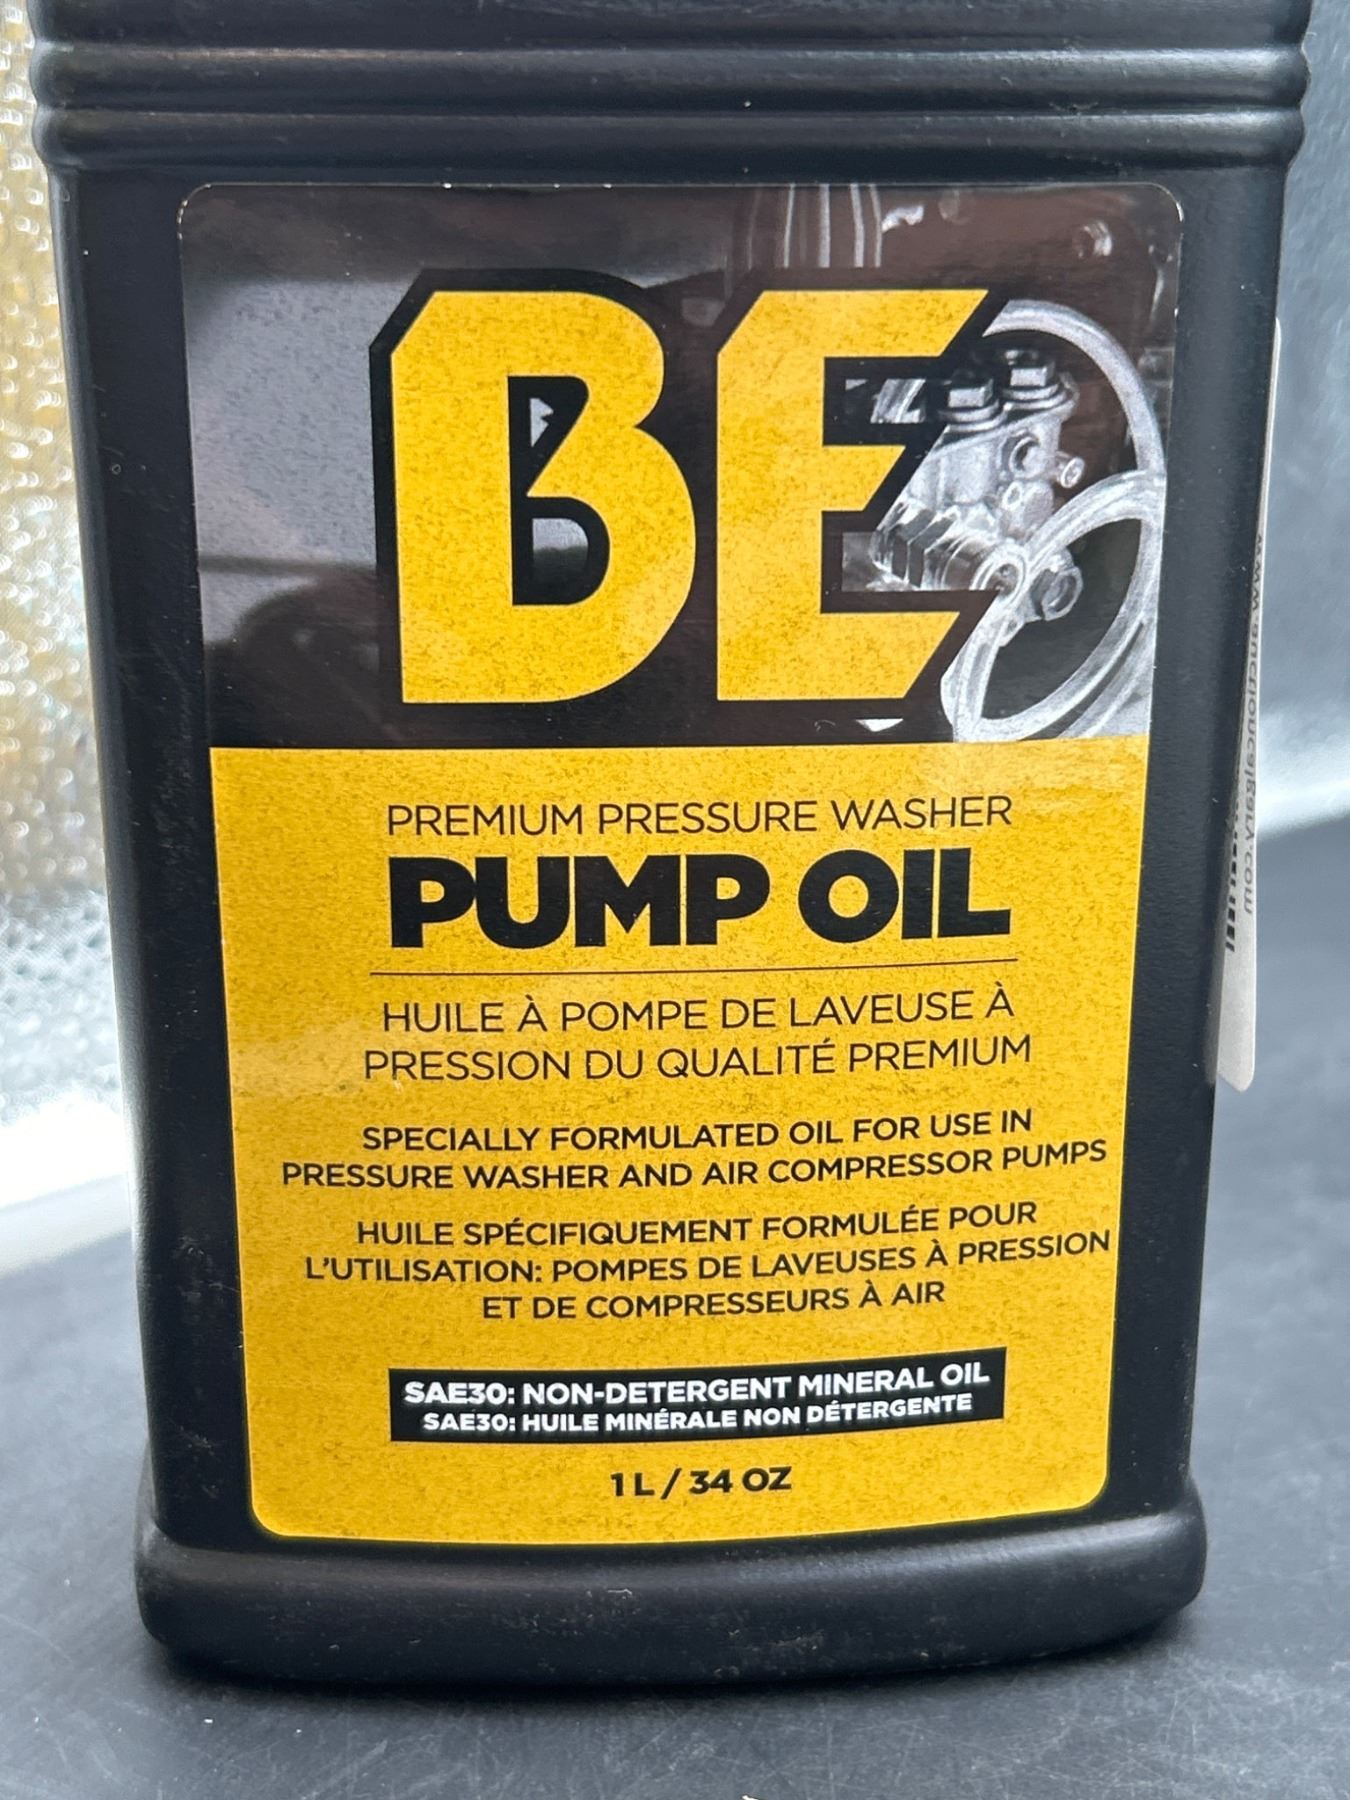 BE
PREMIUM PRESSURE WASHER
PUMP OIL
HUILE À POMPE DE LAVEUSE À
PRESSION DU QUALITÉ PREMIUM
SPECIALLY FORMULATED OIL FOR USE IN
PRESSURE WASHER AND AIR COMPRESSOR PUMPS
HUILE SPÉCIFIQUEMENT FORMULÉE POUR
L'UTILISATION: POMPES DE LAVEUSES À PRESSION
ET DE COMPRESSEURS À AIR
SAE30: NON-DETERGENT MINERAL OIL
SAE30: HUILE MINÉRALE NON DÉTERGENTE
1 L / 34 OZ